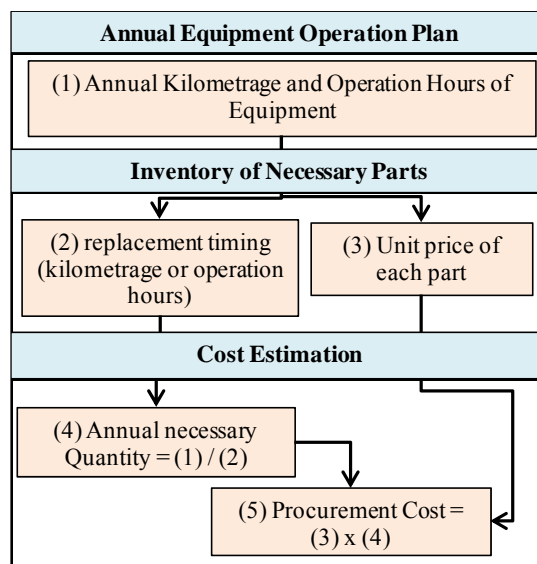 Annual Equipment Operation Plan
(1) Annual Kilometrage and Operation Hours of
Equipment
Inventory of Necessary Parts
(2) replacement timing
(kilometrage or operation
hours)
(3) Unit price of
each part
Cost Estimation
(4) Annual necessary
Quantity = (1) / (2)
(5) Procurement Cost =
(3) x (4)